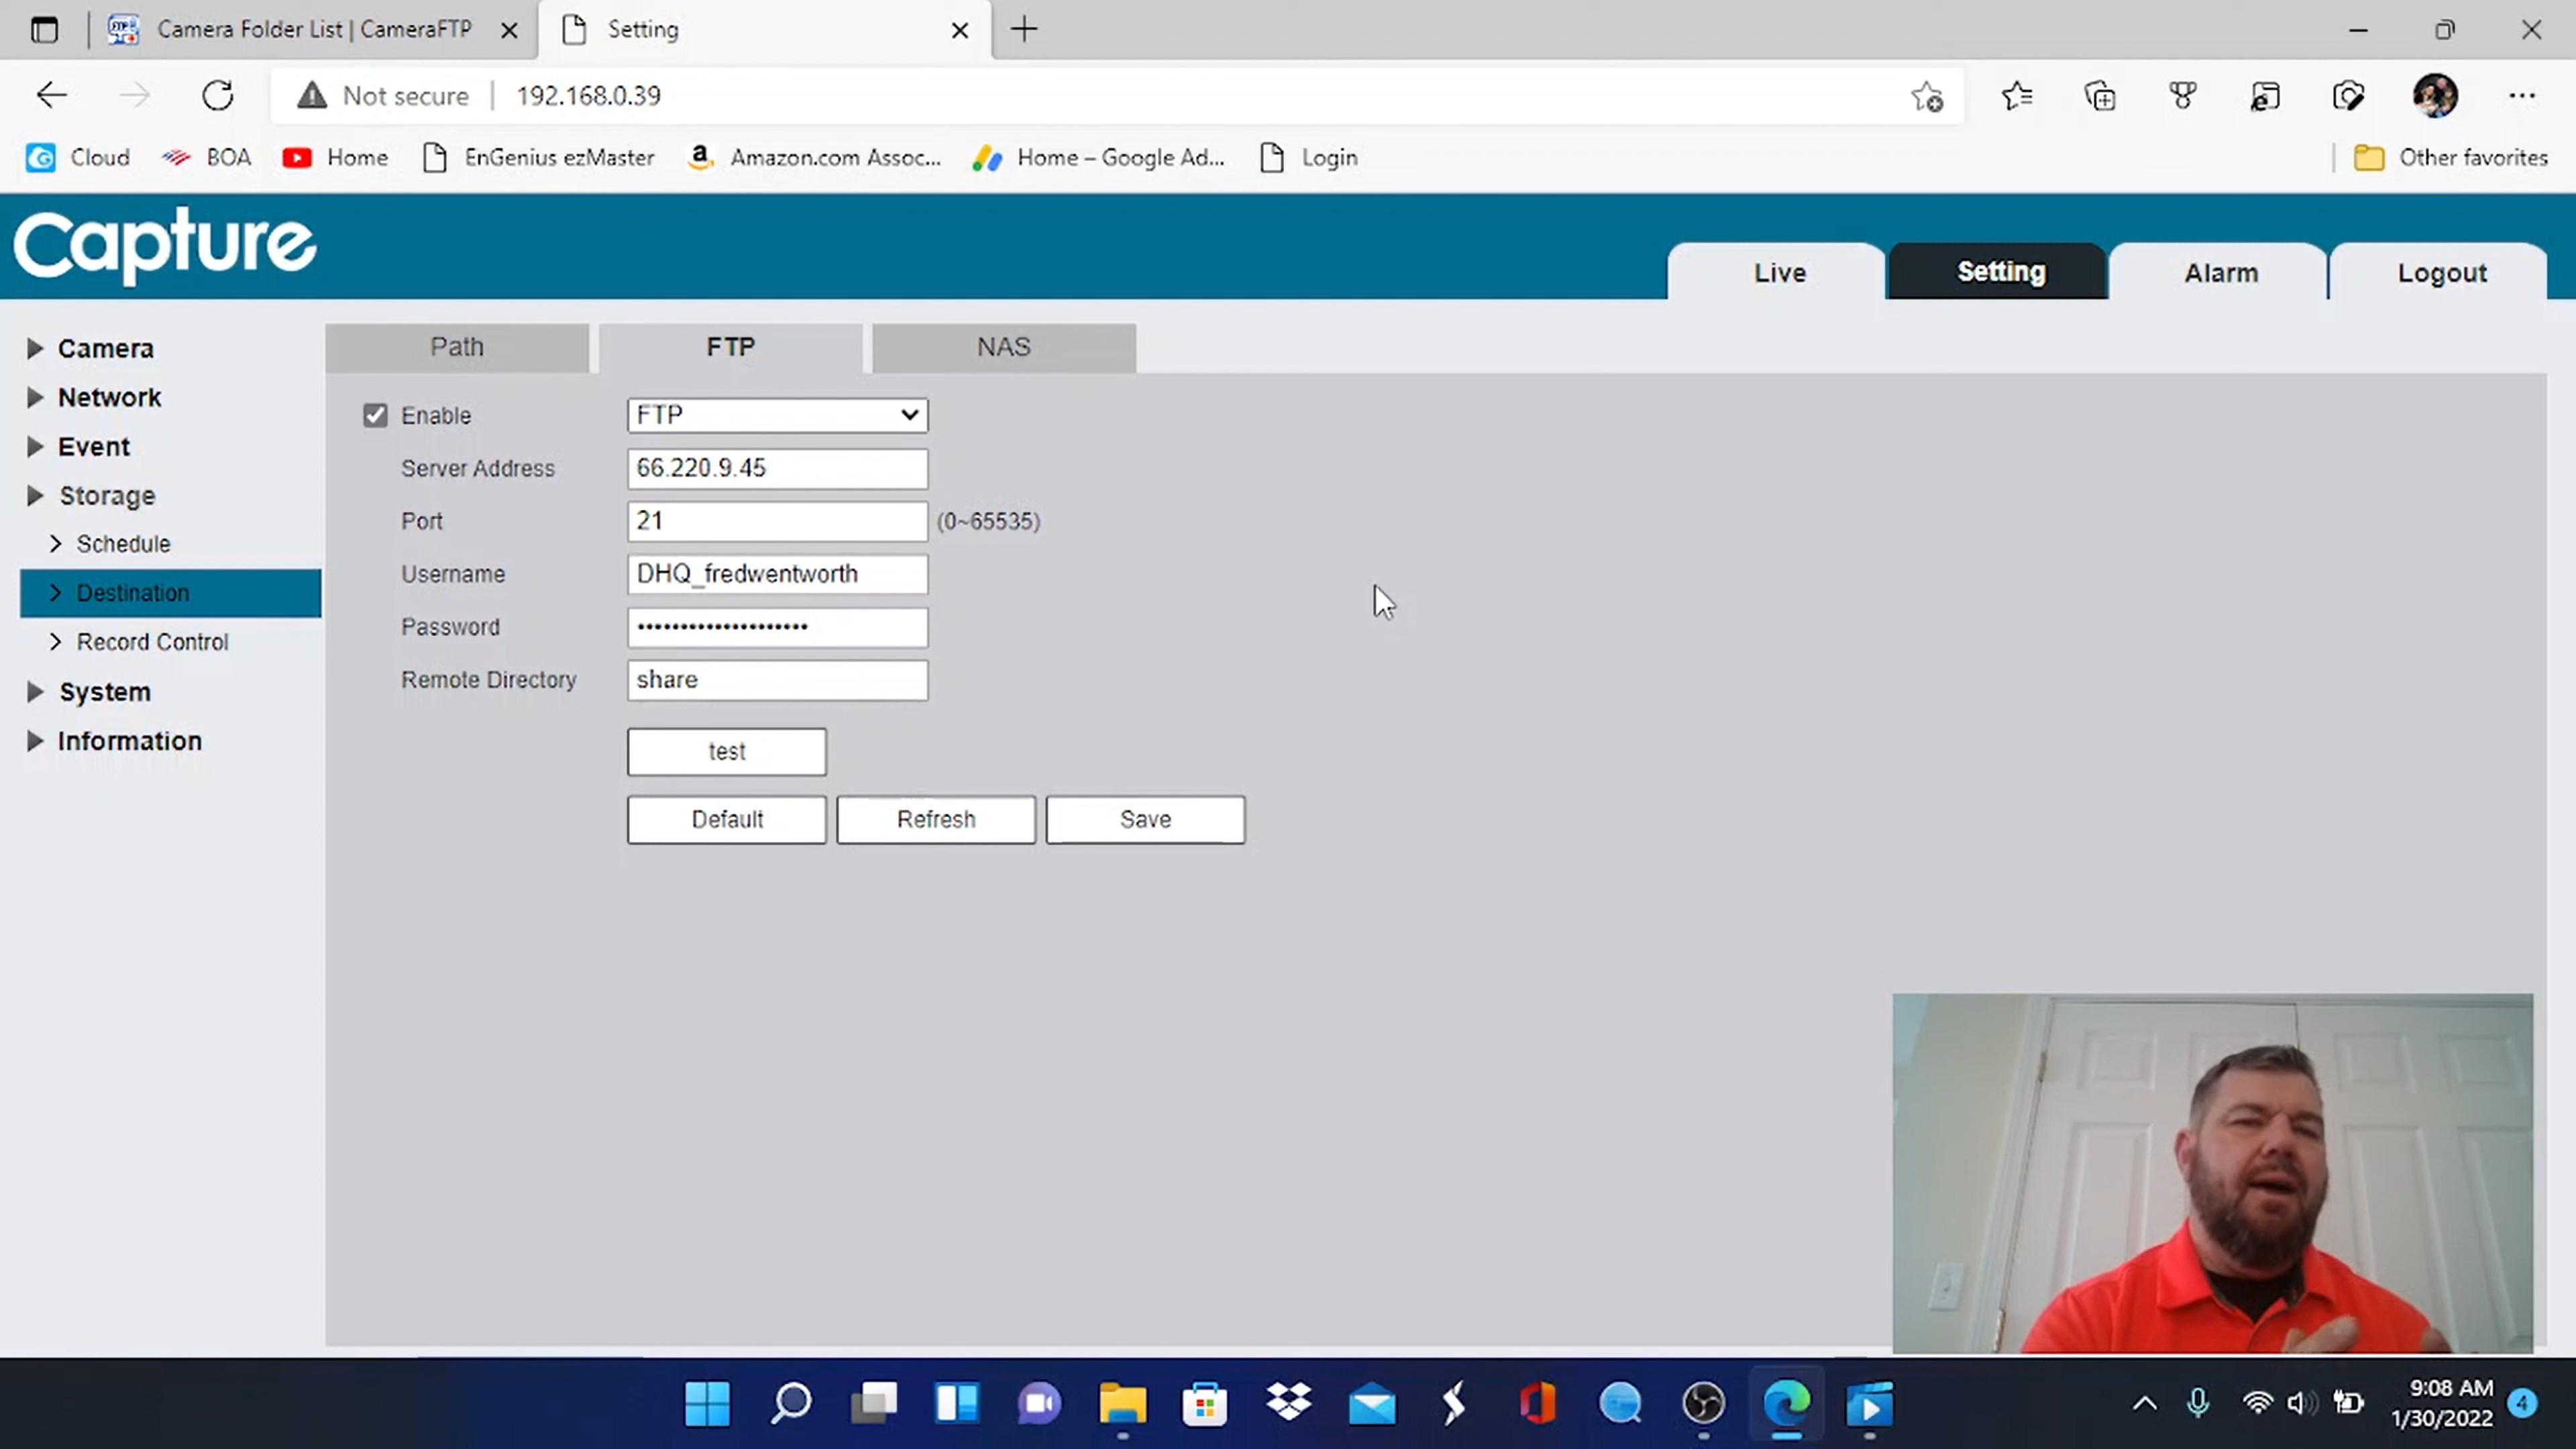 Camera Folder List | CameraFTP
Setting
Not secure
192.168.0.39
Cloud
BOA
Home
EnGenius ezMaster
Amazon.com Assoc...
Home – Google Ad...
Login
Other favorites
Capture
Live
Setting
Alarm
Logout
Camera
Network
Event
Storage
Schedule
Destination
Record Control
System
Information
Path
FTP
NAS
Enable
FTP
Server Address
66.220.9.45
Port
21
(0~65535)
Username
DHQ_fredwentworth
Password
••••••••••••••••••••
Remote Directory
share
test
Default
Refresh
Save
9:08 AM
1/30/2022
4